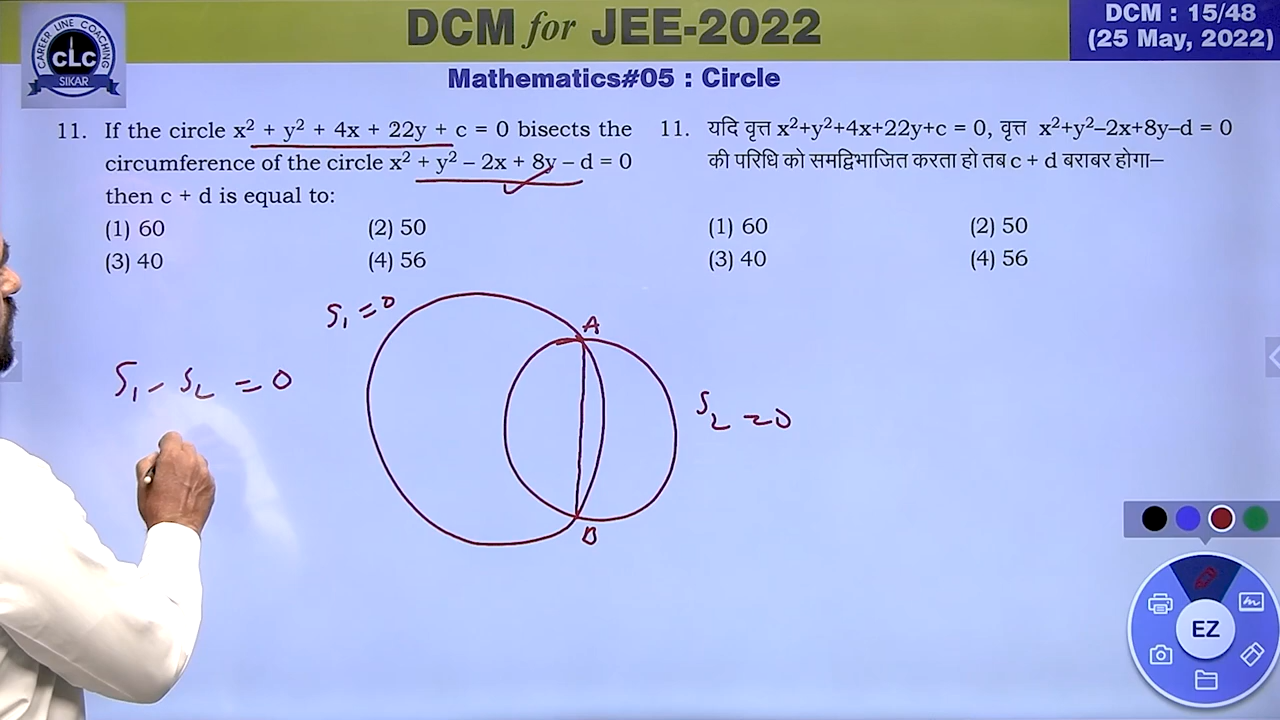 CAREER LINE COACHING
CLC
SIKAR
DCM for JEE-2022
DCM : 15/48
(25 May, 2022)
Mathematics#05 : Circle
11. If the circle x² + y² + 4x + 22y + c = 0 bisects the
circumference of the circle x² + y² – 2x + 8y – d = 0
then c + d is equal to:
(1) 60
(2) 50
(3) 40
(4) 56
11. यदि वृत्त x²+y²+4x+22y+c = 0, वृत्त x²+y²–2x+8y–d = 0
की परिधि को समद्विभाजित करता हो तब c + d बराबर होगा–
(1) 60
(2) 50
(3) 40
(4) 56
S₁ = 0
A
S₁ – S₂ = 0
S₂ = 0
B
EZ